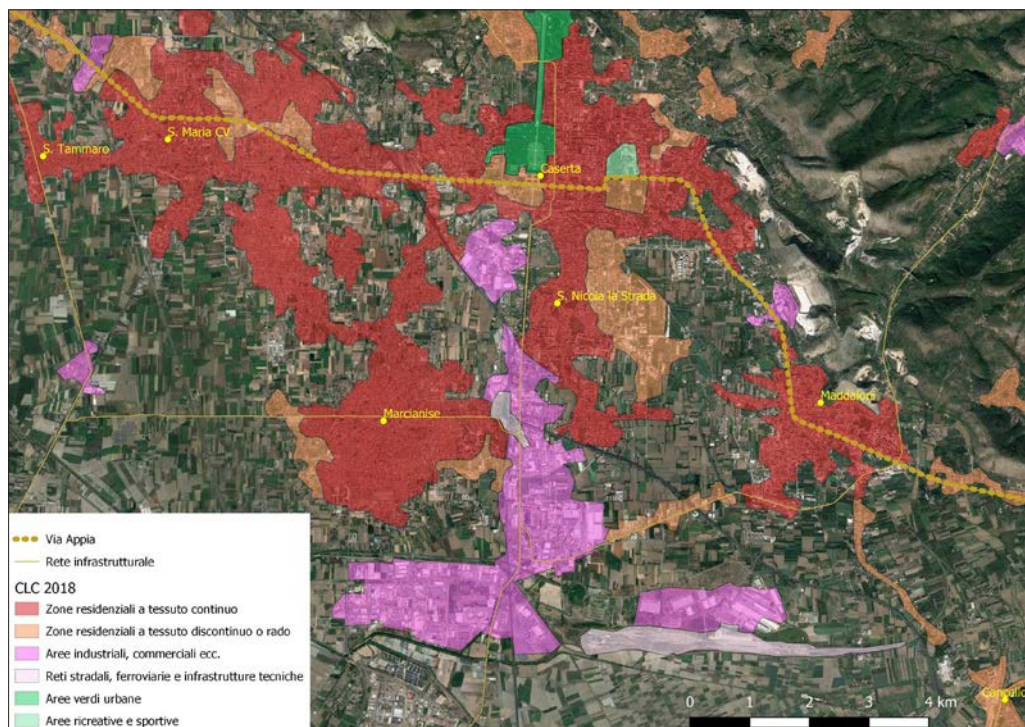 S. Maria CV
S. Tammaro
Caserta
S. Nicola la Strada
Maddaloni
Marcianise
Cancello
Via Appia
Rete infrastrutturale
CLC 2018
Zone residenziali a tessuto continuo
Zone residenziali a tessuto discontinuo o rado
Aree industriali, commerciali ecc.
Reti stradali, ferroviarie e infrastrutture tecniche
Aree verdi urbane
Aree ricreative e sportive
0 1 2 3 4 km